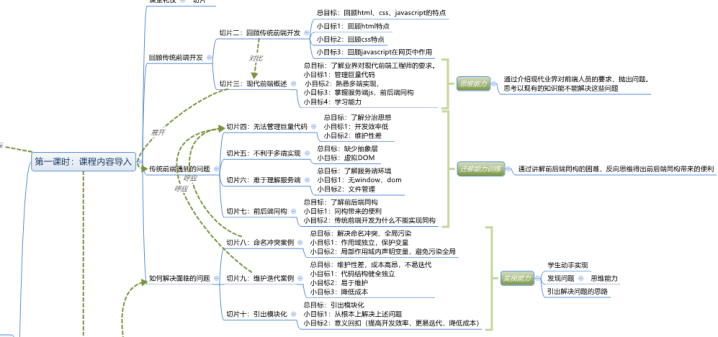 切片二：回顾传统前端开发
总目标：回顾html、css、javascript的特点
小目标1：回顾html特点
小目标2：回顾css特点
小目标3：回顾javascript在网页中作用
回顾传统前端开发
对比
切片三：现代前端概述
总目标：了解业界对现代前端工程师的要求。
小目标1：管理巨量代码
小目标2：熟悉多端实现，
小目标3：掌握服务端js，前后端同构
小目标4：学习能力
思维能力
通过介绍现代业界对前端人员的要求，抛出问题。
思考以现有的知识能不能解决这些问题
展开
第一课时：课程内容导入
传统前端遇到的问题
切片四：无法管理巨量代码
总目标：了解分治思想
小目标1：开发效率低
小目标2：维护性差
切片五：不利于多端实现
总目标：缺少抽象层
小目标：虚拟DOM
切片六：难于理解服务端
总目标：了解服务端环境
小目标1：无window、dom
小目标2：文件管理
呼应
呼应
切片七：前后端同构
总目标：了解前后端同构
小目标1：同构带来的便利
小目标2：传统前端开发为什么不能实现同构
迁移能力训练
通过讲解前后端同构的困难，反向思维得出前后端同构带来的便利
如何解决面临的问题
切片八：命名冲突案例
总目标：解决命名冲突，全局污染
小目标1：作用域独立，保护变量
小目标2：局部作用域内声明变量，避免污染全局
切片九：维护迭代案例
总目标：维护性差，成本高昂，不易迭代
小目标1：代码结构健全独立
小目标2：易于维护
小目标3：降低成本
切片十：引出模块化
总目标：引出模块化
小目标1：从根本上解决上述问题
小目标2：意义回扣（提高开发效率、更易迭代、降低成本）
学生动手实现
发现问题
思维能力
引出解决问题的思路